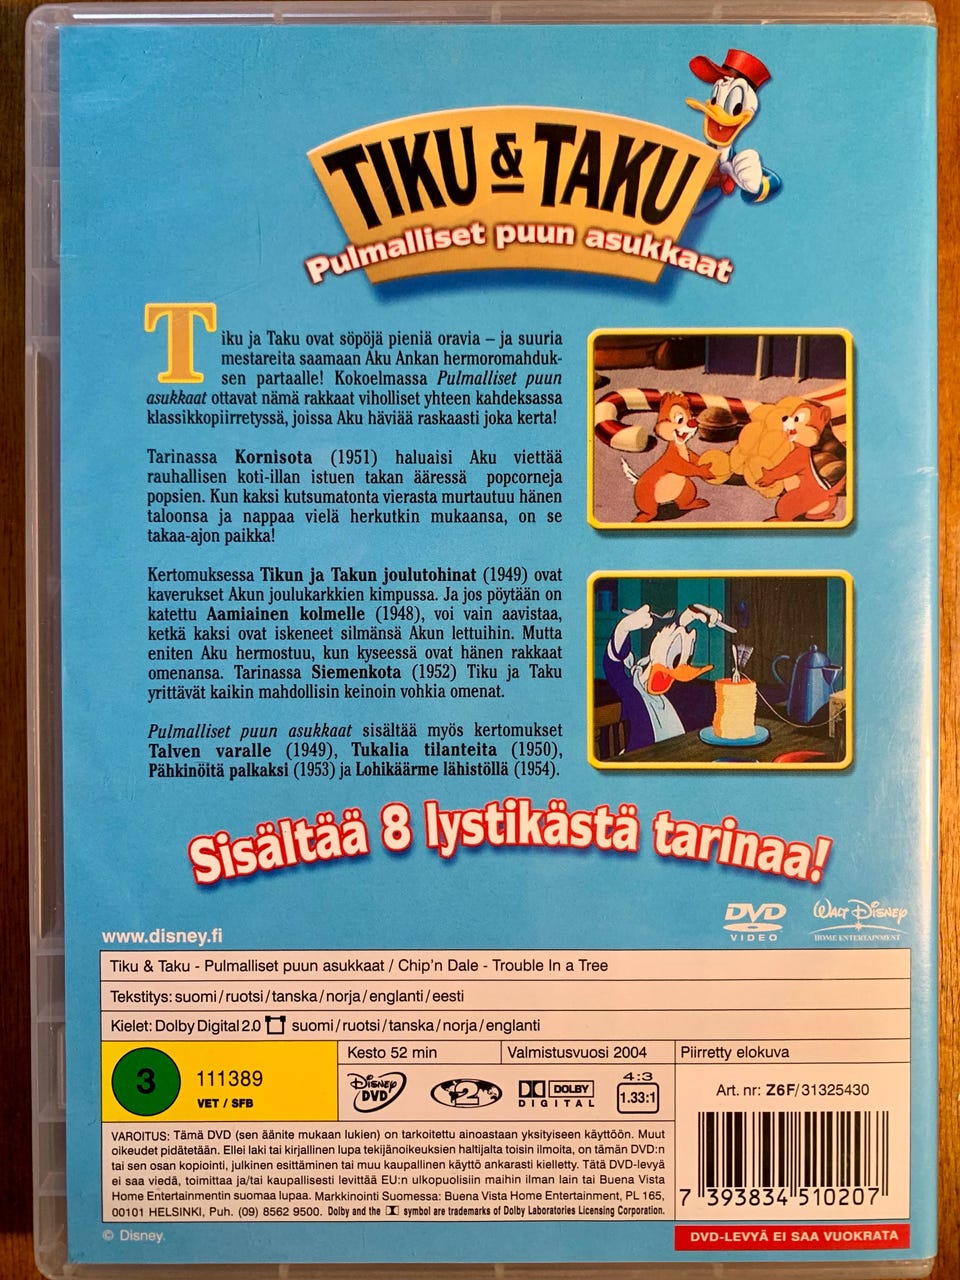 TIKU & TAKU
Pulmalliset puun asukkaat
Tiku ja Taku ovat söpöjä pieniä oravia – ja suuria
mestareita saamaan Aku Ankan hermoromahduk-
sen partaalle! Kokoelmassa Pulmalliset puun
asukkaat ottavat nämä rakkaat viholliset yhteen kahdeksassa
klassikkopiirretyssä, joissa Aku häviää raskaasti joka kerta!
Tarinassa Kornisota (1951) haluaisi Aku viettää
rauhallisen koti-illan istuen takan ääressä popcorneja
popsien. Kun kaksi kutsumatonta vierasta murtautuu hänen
taloonsa ja nappaa vielä herkutkin mukaansa, on se
takaa-ajon paikka!
Kertomuksessa Tikun ja Takun joulutohinat (1949) ovat
kaverukset Akun joulukarkkien kimpussa. Ja jos pöytään on
katettu Aamiainen kolmelle (1948), voi vain aavistaa,
ketkä kaksi ovat iskeneet silmänsä Akun lettuihin. Mutta
eniten Aku hermostuu, kun kyseessä ovat hänen rakkaat
omenansa. Tarinassa Siemenkota (1952) Tiku ja Taku
yrittävät kaikin mahdollisin keinoin vohkia omenat.
Pulmalliset puun asukkaat sisältää myös kertomukset
Talven varalle (1949), Tukalia tilanteita (1950),
Pähkinöitä palkaksi (1953) ja Lohikäärme lähistöllä (1954).
Sisältää 8 lystikästä tarinaa!
DVD
VIDEO
WALT DISNEY
HOME ENTERTAINMENT
www.disney.fi
Tiku & Taku - Pulmalliset puun asukkaat / Chip'n Dale - Trouble In a Tree
Tekstitys: suomi/ruotsi/tanska/norja/englanti/eesti
Kielet: Dolby Digital 2.0 suomi/ruotsi/tanska/norja/englanti
3
111389
VET / SFB
Kesto 52 min
Valmistusvuosi 2004
Piirretty elokuva
DISNEY DVD
2
DOLBY
DIGITAL
4:3
1.33:1
Art. nr: Z6F/31325430
VAROITUS: Tämä DVD (sen äänite mukaan lukien) on tarkoitettu ainoastaan yksityiseen käyttöön. Muut
oikeudet pidätetään. Ellei laki tai kirjallinen lupa tekijänoikeuksien haltijalta toisin ilmoita, on tämän DVD:n
tai sen osan kopiointi, julkinen esittäminen tai muu kaupallinen käyttö ankarasti kielletty. Tätä DVD-levyä
ei saa viedä, toimittaa ja/tai kaupallisesti levittää EU:n ulkopuolisiin maihin ilman lain tai Buena Vista
Home Entertainmentin suomaa lupaa. Markkinointi Suomessa: Buena Vista Home Entertainment, PL 165,
00101 HELSINKI, Puh. (09) 8562 9500. Dolby and the symbol are trademarks of Dolby Laboratories Licensing Corporation.
7 393834 510207
© Disney.
DVD-LEVYÄ EI SAA VUOKRATA